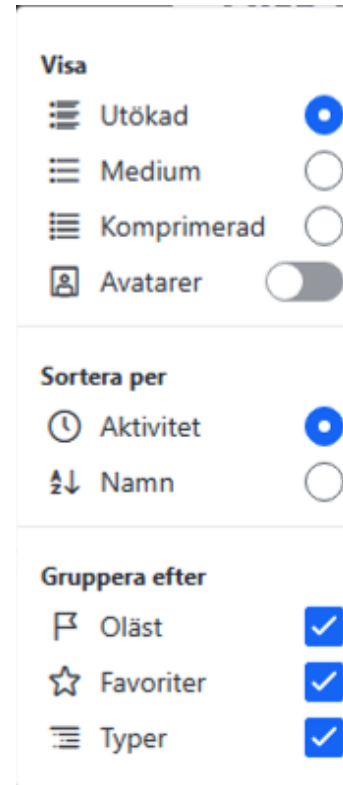 Visa
Utökad
Medium
Komprimerad
Avatarer
Sortera per
Aktivitet
Namn
Gruppera efter
Oläst
Favoriter
Typer